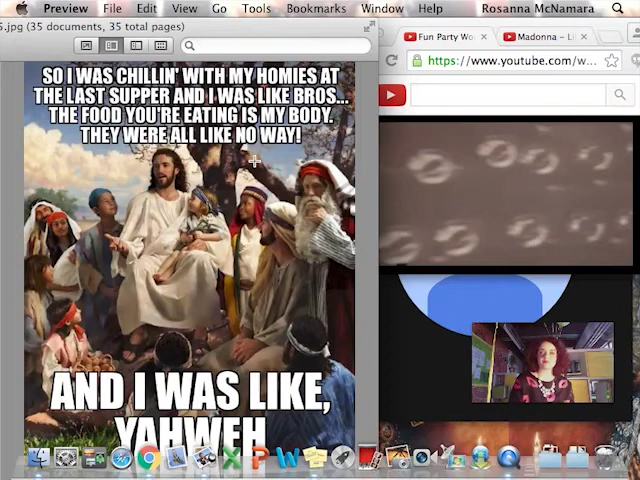 Preview File Edit View Go Tools Bookmarks Window Help Rosanna McNamara
5.jpg (35 documents, 35 total pages)
Fun Party Wo
Madonna – Li
https://www.youtube.com/w...
SO I WAS CHILLIN' WITH MY HOMIES AT
THE LAST SUPPER AND I WAS LIKE BROS...
THE FOOD YOU'RE EATING IS MY BODY.
THEY WERE ALL LIKE NO WAY!
AND I WAS LIKE,
YAHWEH